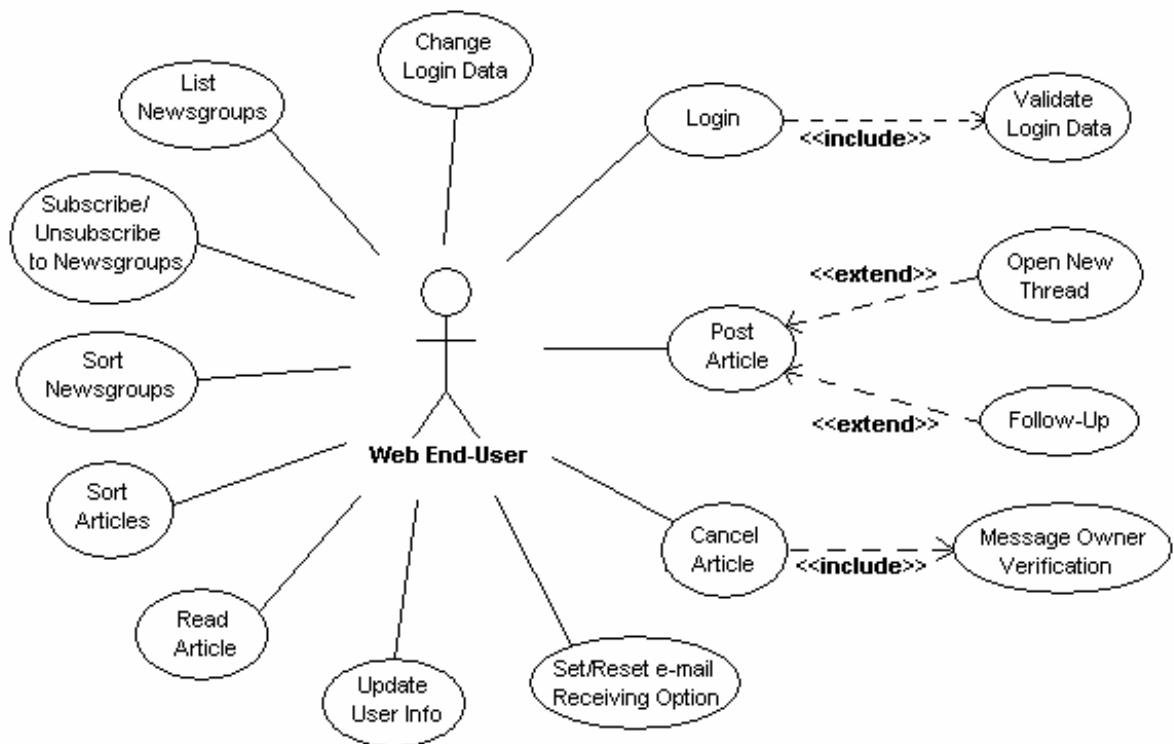 Change
Login Data
List
Newsgroups
Login
<<include>>
Validate
Login Data
Subscribe/
Unsubscribe
to Newsgroups
<<extend>>
Open New
Thread
Post
Article
Sort
Newsgroups
<<extend>>
Follow-Up
Web End-User
Sort
Articles
Cancel
Article
<<include>>
Message Owner
Verification
Read
Article
Update
User Info
Set/Reset e-mail
Receiving Option